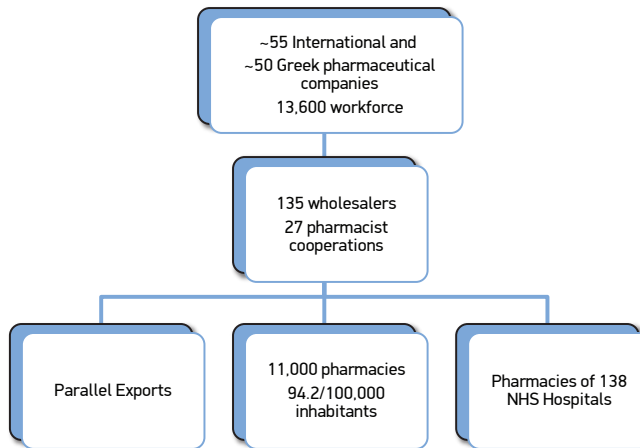 ~55 International and
~50 Greek pharmaceutical
companies
13,600 workforce
135 wholesalers
27 pharmacist
cooperations
Parallel Exports
11,000 pharmacies
94.2/100,000
inhabitants
Pharmacies of 138
NHS Hospitals